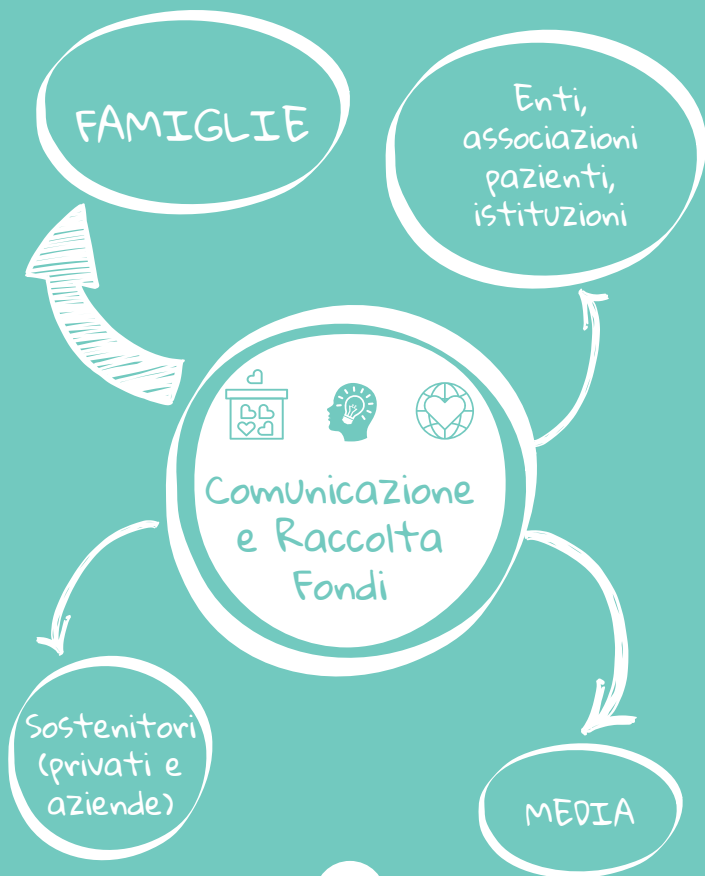 FAMIGLIE
Enti,
associazioni
pazienti,
istituzioni
Comunicazione
e Raccolta
Fondi
Sostenitori
(privati e
aziende)
MEDIA